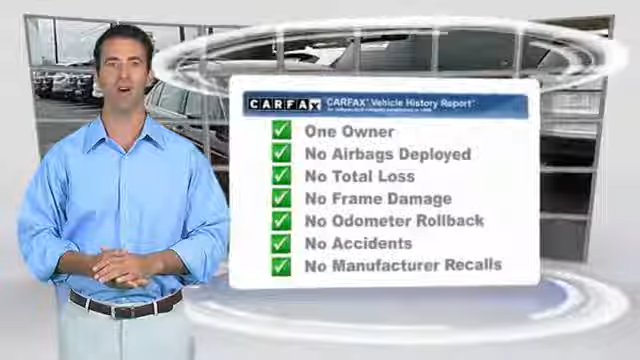 CARFAX CARFAX Vehicle History Report™
One Owner
No Airbags Deployed
No Total Loss
No Frame Damage
No Odometer Rollback
No Accidents
No Manufacturer Recalls